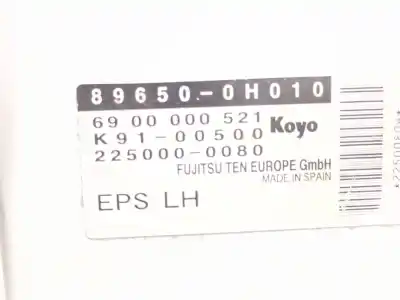 89650-0H010
69 00 000 521
K91-00500 Koyo
225000-0080
FUJITSU TEN EUROPE GmbH
MADE IN SPAIN
EPS LH